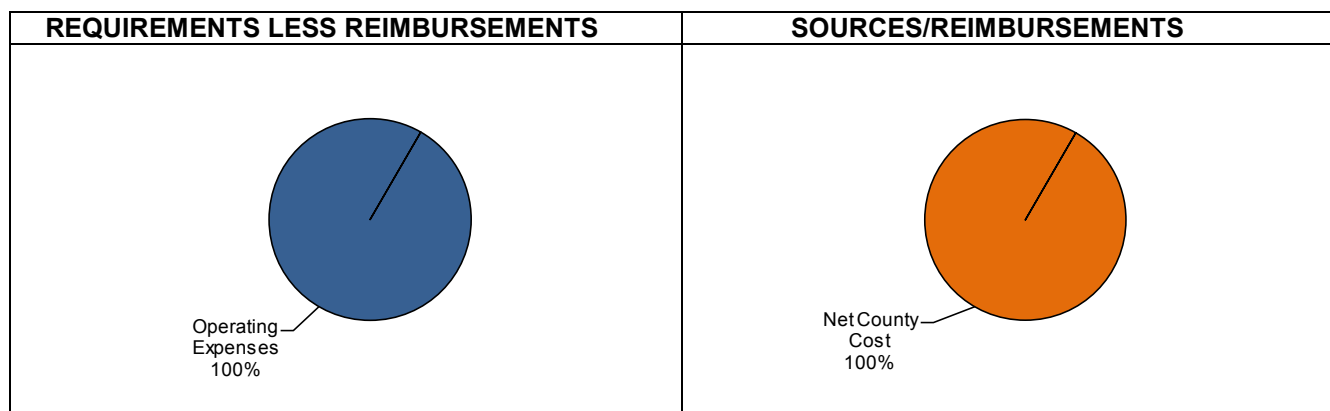 REQUIREMENTS LESS REIMBURSEMENTS
SOURCES/REIMBURSEMENTS
Operating
Expenses
100%
Net County
Cost
100%